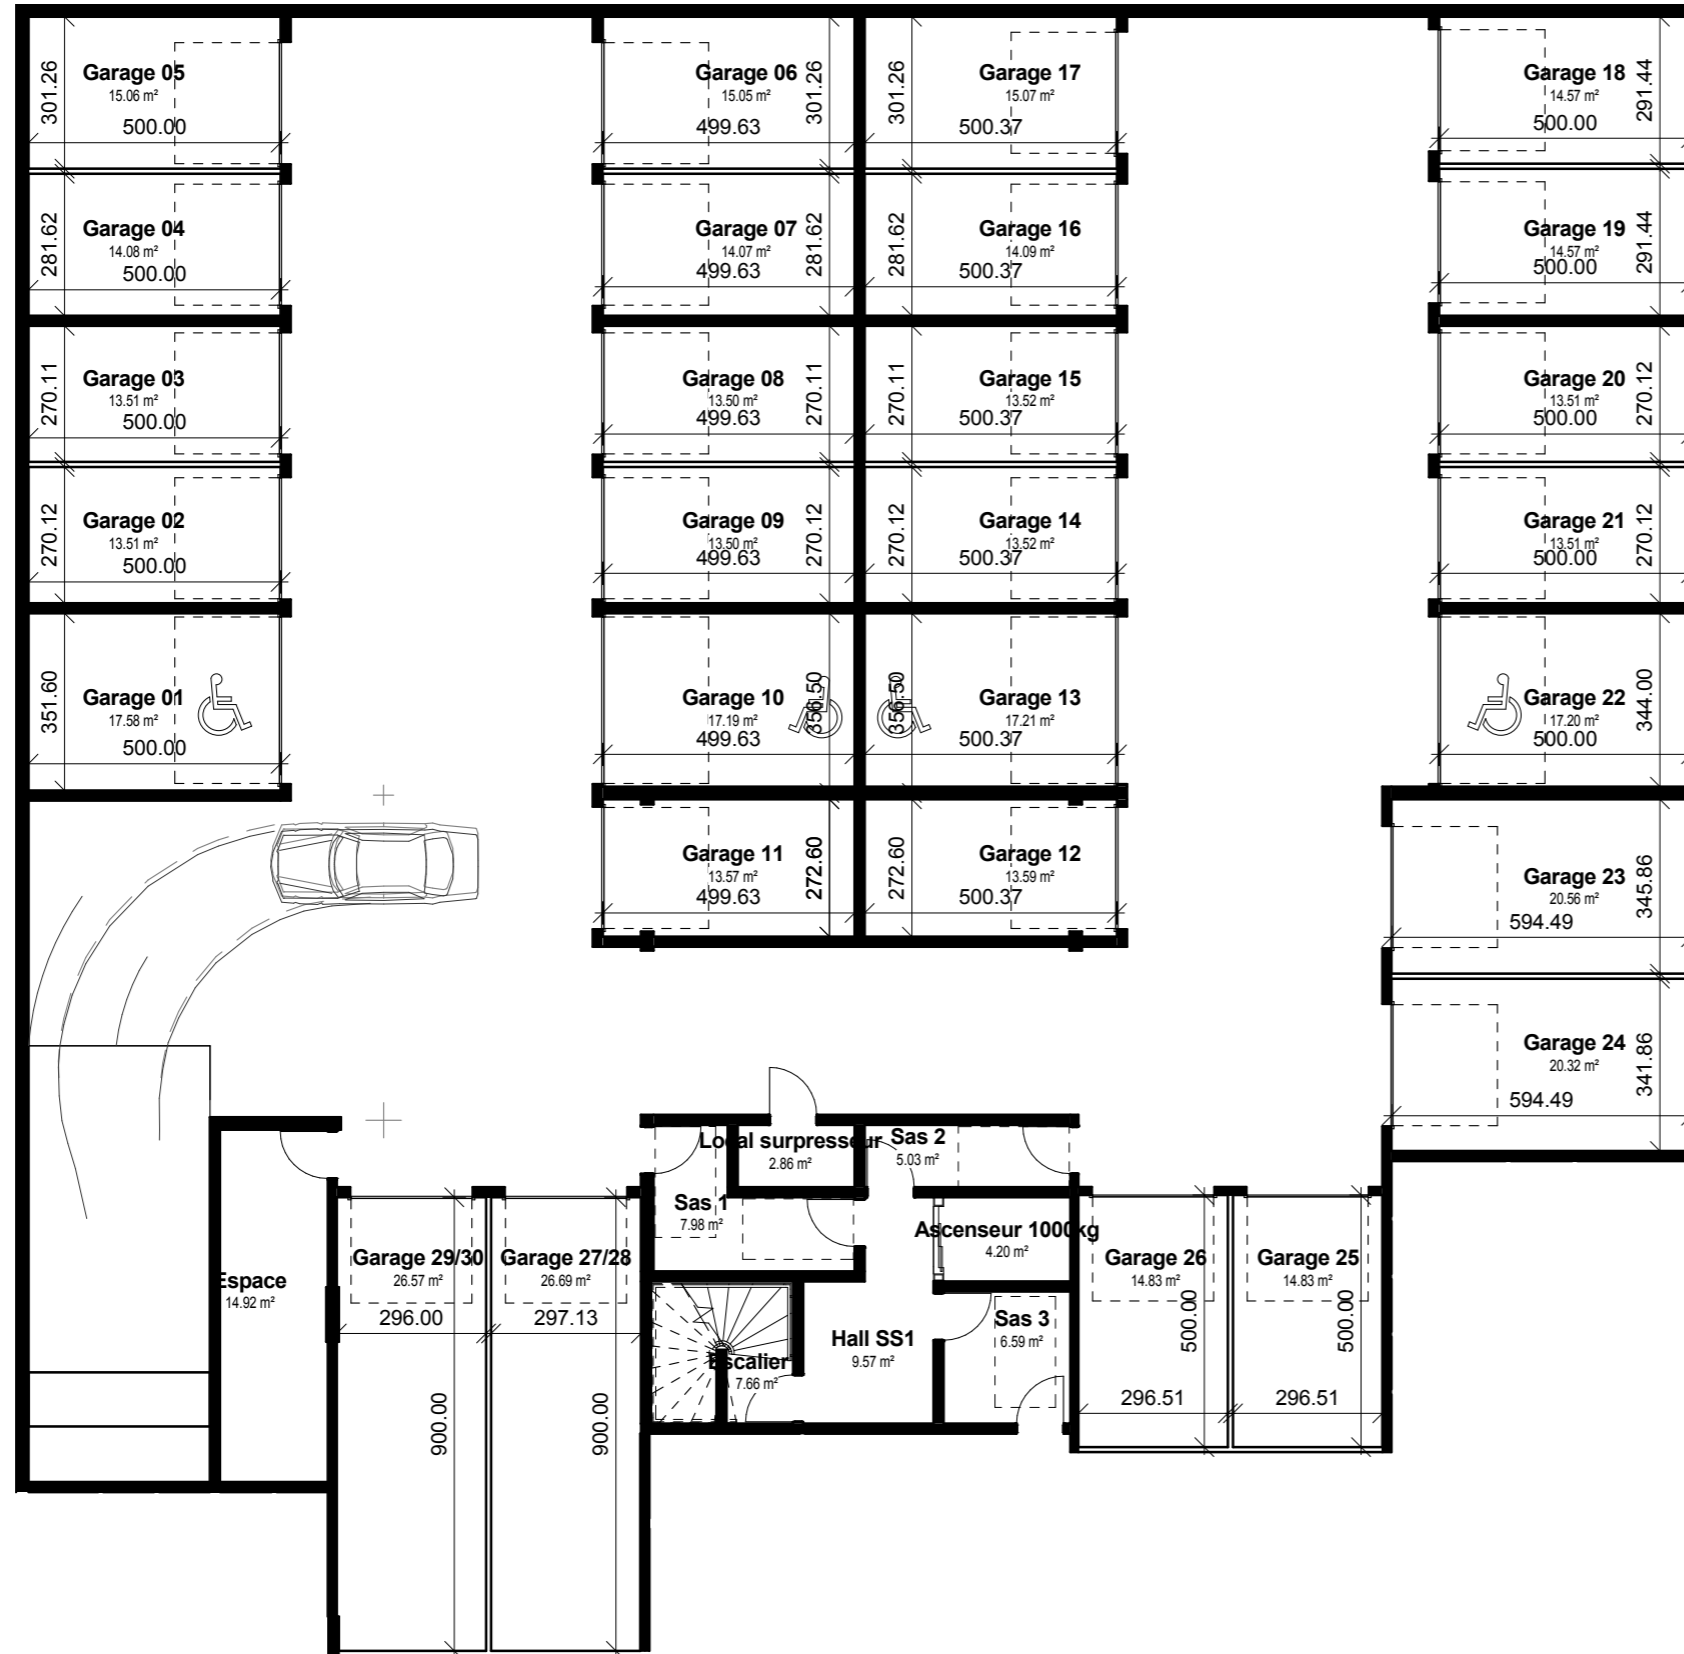 Garage 05
15.06 m²
301.26
500.00
Garage 06
15.05 m²
301.26
499.63
Garage 17
15.07 m²
301.26
500.37
Garage 18
14.57 m²
291.44
500.00
Garage 04
14.08 m²
281.62
500.00
Garage 07
14.07 m²
281.62
499.63
Garage 16
14.09 m²
281.62
500.37
Garage 19
14.57 m²
291.44
500.00
Garage 03
13.51 m²
270.11
500.00
Garage 08
13.50 m²
270.11
499.63
Garage 15
13.52 m²
270.11
500.37
Garage 20
13.51 m²
270.12
500.00
Garage 02
13.51 m²
270.12
500.00
Garage 09
13.50 m²
270.12
499.63
Garage 14
13.52 m²
270.12
500.37
Garage 21
13.51 m²
270.12
500.00
Garage 01
17.58 m²
351.60
500.00
Garage 10
17.19 m²
356.50
499.63
Garage 13
17.21 m²
356.50
500.37
Garage 22
17.20 m²
344.00
500.00
Garage 11
13.57 m²
272.60
499.63
Garage 12
13.59 m²
272.60
500.37
Garage 23
20.56 m²
345.86
594.49
Garage 24
20.32 m²
341.86
594.49
Local surpresseur
2.86 m²
Sas 2
5.03 m²
Sas 1
7.98 m²
Ascenseur 1000kg
4.20 m²
Espace
14.92 m²
Garage 29/30
26.57 m²
296.00
900.00
Garage 27/28
26.69 m²
297.13
900.00
Escalier
7.66 m²
Hall SS1
9.57 m²
Sas 3
6.59 m²
Garage 26
14.83 m²
500.00
296.51
Garage 25
14.83 m²
500.00
296.51